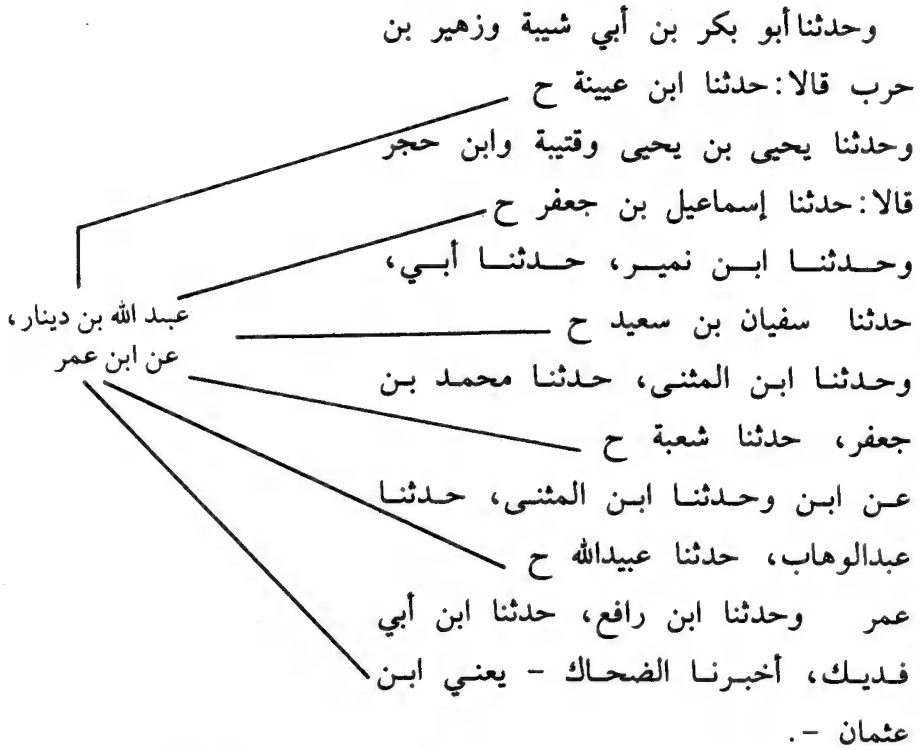 وحدثنا أبو بكر بن أبي شيبة وزهير بن
حرب قالا: حدثنا ابن عيينة ح
وحدثنا يحيى بن يحيى وقتيبة وابن حجر
قالا: حدثنا إسماعيل بن جعفر ح
وحدثنا ابن نمير، حدثنا أبي،
حدثنا سفيان بن سعيد ح
وحدثنا ابن المثنى، حدثنا محمد بن
جعفر، حدثنا شعبة ح
عن ابن وحدثنا ابن المثنى، حدثنا
عبدالوهاب، حدثنا عبيدالله ح
عمر وحدثنا ابن رافع، حدثنا ابن أبي
فديك، أخبرنا الضحاك - يعني ابن
عثمان - .
عبد الله بن دينار،
عن ابن عمر